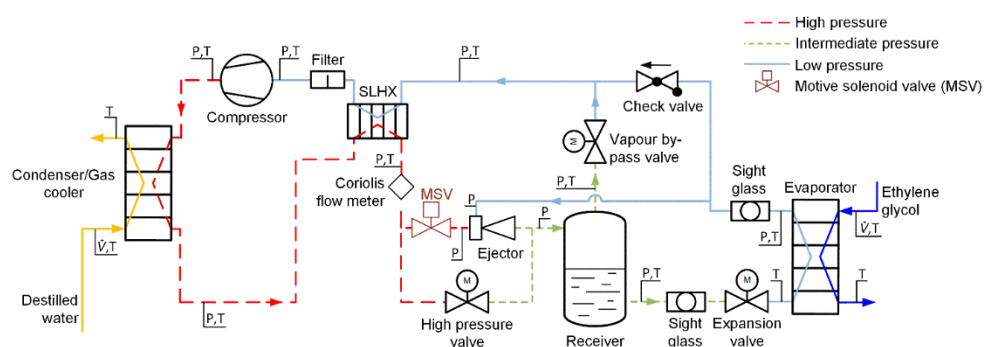 High pressure
Intermediate pressure
Low pressure
Motive solenoid valve (MSV)
P,T
P,T
Filter
P,T
SLHX
Compressor
Check valve
T
M
Vapour by-
pass valve
P,T
Condenser/Gas
cooler
Coriolis
flow meter
MSV
P,T
Sight
glass
Evaporator
Ethylene
glycol
P
P
P
Ejector
P,T
V̇,T
V̇,T
Destilled
water
P,T
M
High pressure
valve
P,T
M
T
T
Receiver
Sight
glass
Expansion
valve